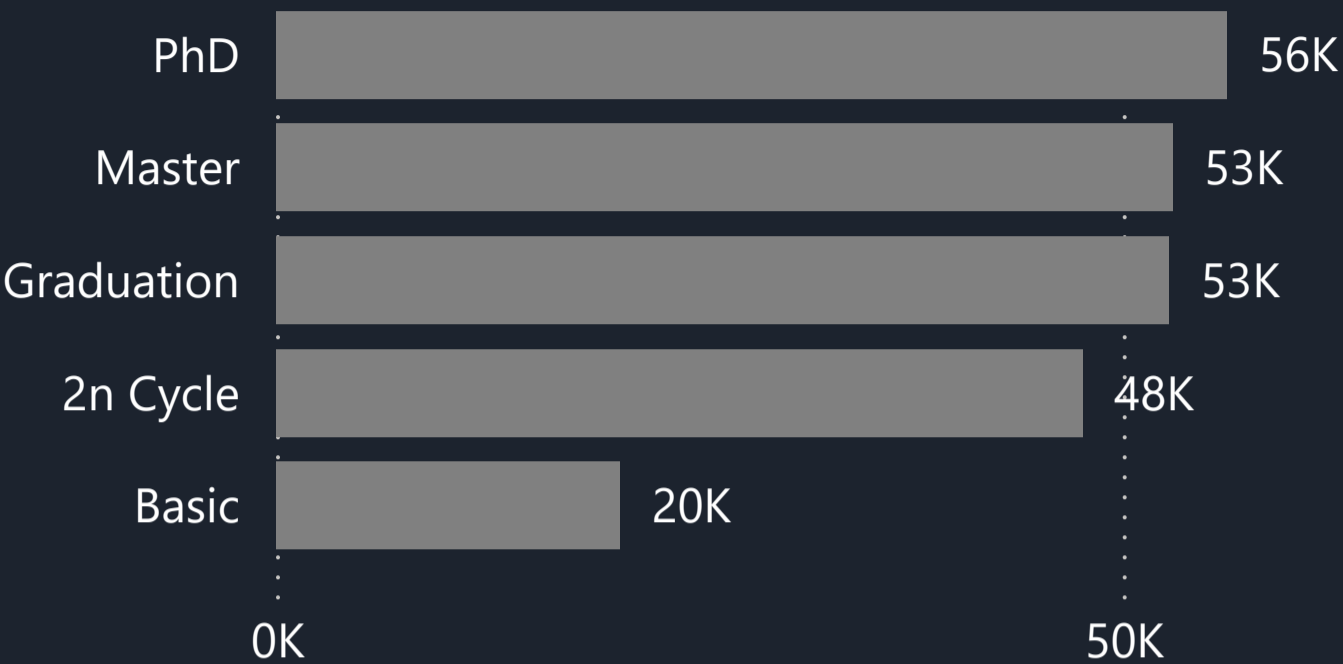 PhD 56K
Master 53K
Graduation 53K
2n Cycle 48K
Basic 20K
0K 50K